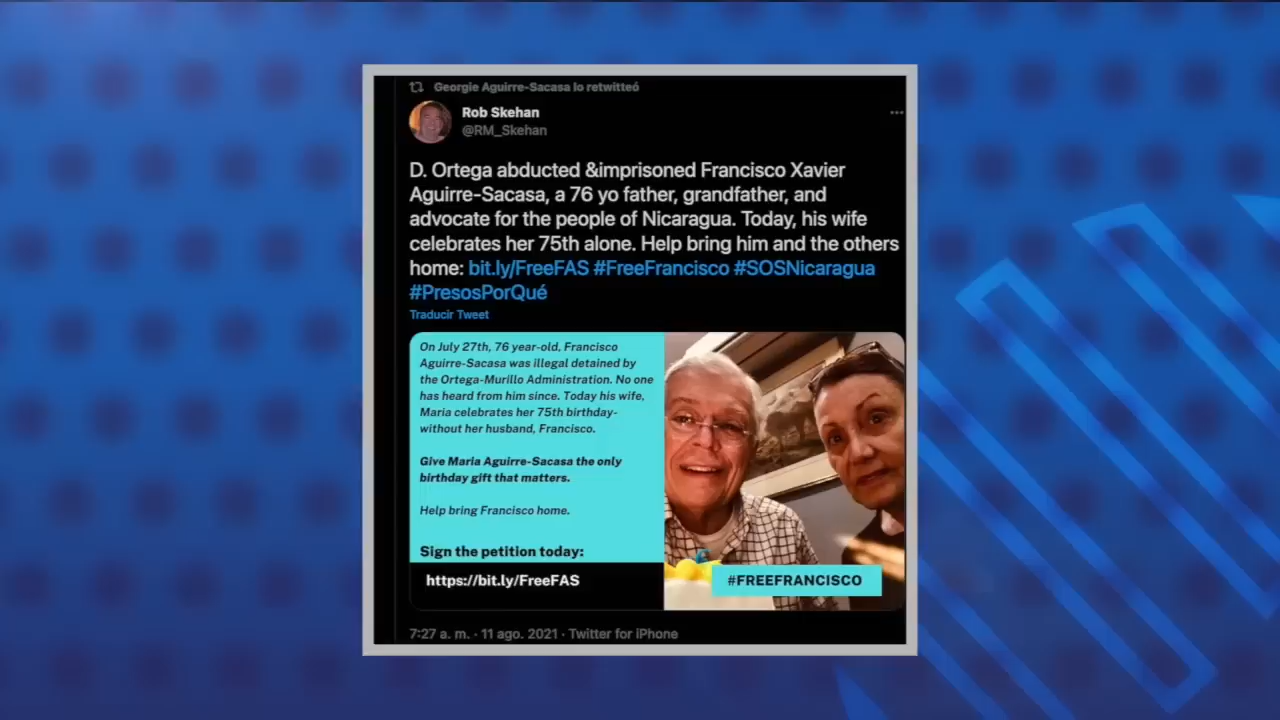 Georgie Aguirre-Sacasa lo retwitteó
Rob Skehan
@RM_Skehan
D. Ortega abducted &imprisoned Francisco Xavier
Aguirre-Sacasa, a 76 yo father, grandfather, and
advocate for the people of Nicaragua. Today, his wife
celebrates her 75th alone. Help bring him and the others
home: bit.ly/FreeFAS #FreeFrancisco #SOSNicaragua
#PresosPorQué
Traducir Tweet
On July 27th, 76 year-old, Francisco
Aguirre-Sacasa was illegal detained by
the Ortega-Murillo Administration. No one
has heard from him since. Today his wife,
Maria celebrates her 75th birthday-
without her husband, Francisco.
Give Maria Aguirre-Sacasa the only
birthday gift that matters.
Help bring Francisco home.
Sign the petition today:
https://bit.ly/FreeFAS
#FREEFRANCISCO
7:27 a. m. · 11 ago. 2021 · Twitter for iPhone